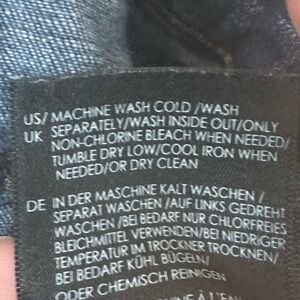 US/ MACHINE WASH COLD /WASH
UK SEPARATELY/WASH INSIDE OUT/ONLY
NON-CHLORINE BLEACH WHEN NEEDED/
TUMBLE DRY LOW/COOL IRON WHEN
NEEDED/OR DRY CLEAN
DE IN DER MASCHINE KALT WASCHEN /
SEPARAT WASCHEN /AUF LINKS GEDREHT
WASCHEN/BEI BEDARF NUR CHLORFREIES
BLEICHMITTEL VERWENDEN/BEI NIEDRIGER
TEMPERATUR IM TROCKNER TROCKNEN/
BEI BEDARF KÜHL BÜGELN/
ODER CHEMISCH REINIGEN